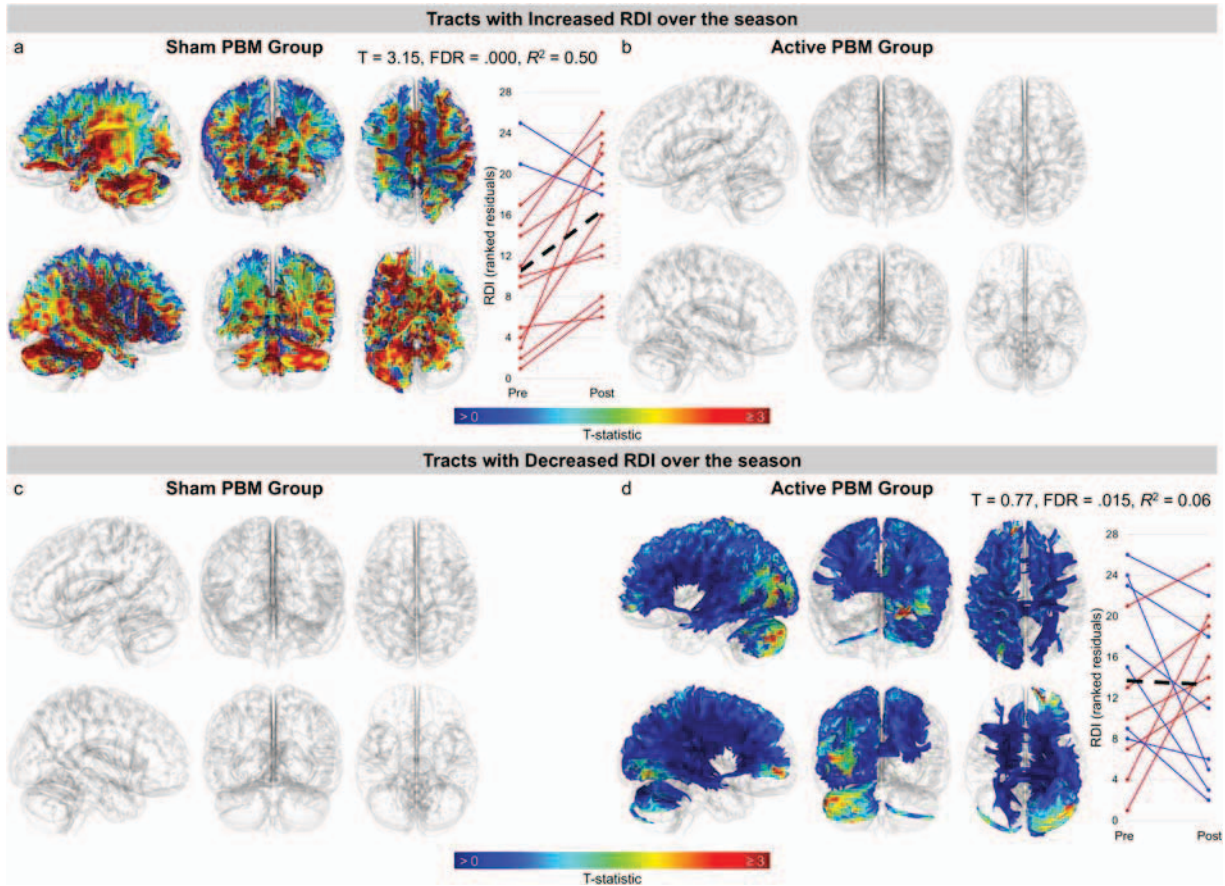 Tracts with Increased RDI over the season
a
Sham PBM Group
T = 3.15, FDR = .000, R² = 0.50
b
Active PBM Group
28
24
20
16
12
8
4
0
RDI (ranked residuals)
Pre
Post
> 0
≥ 3
T-statistic
Tracts with Decreased RDI over the season
c
Sham PBM Group
d
Active PBM Group
T = 0.77, FDR = .015, R² = 0.06
28
24
20
16
12
8
4
0
RDI (ranked residuals)
Pre
Post
> 0
≥ 3
T-statistic